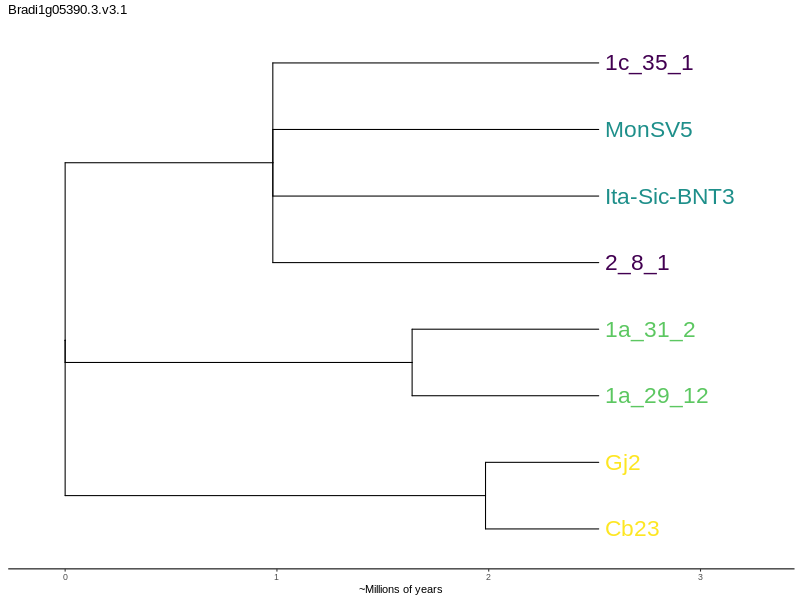 Bradi1g05390.3.v3.1
1c_35_1
MonSV5
Ita-Sic-BNT3
2_8_1
1a_31_2
1a_29_12
Gj2
Cb23
0 1 2 3
~Millions of years